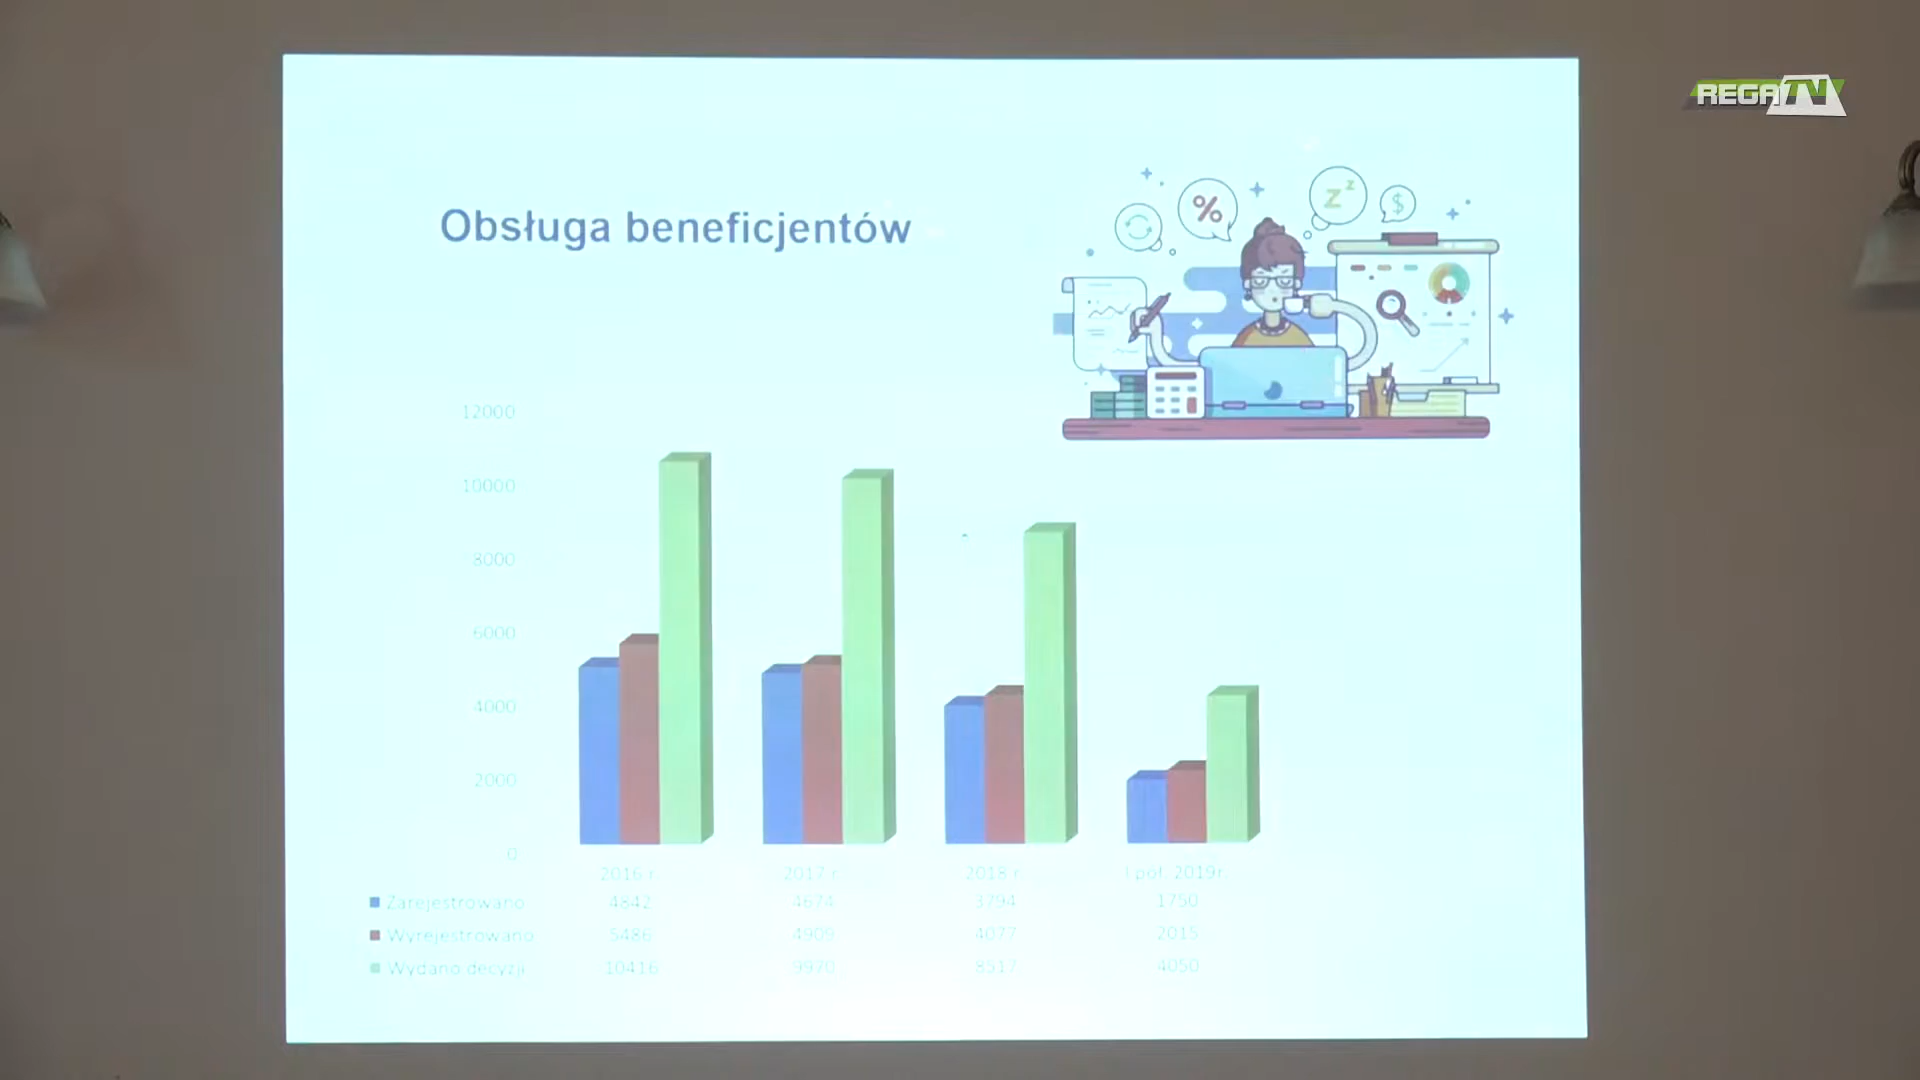 REGA TV
%
Z z
$
Obsługa beneficjentów
12000
10000
8000
6000
4000
2000
0
2016 r. 2017 r. 2018 r. I poł. 2019r.
Zarejestrowano 4842 4674 3794 1750
Wyrejestrowano 5486 4909 4077 2015
Wydano decyzji 10416 9970 8517 4050